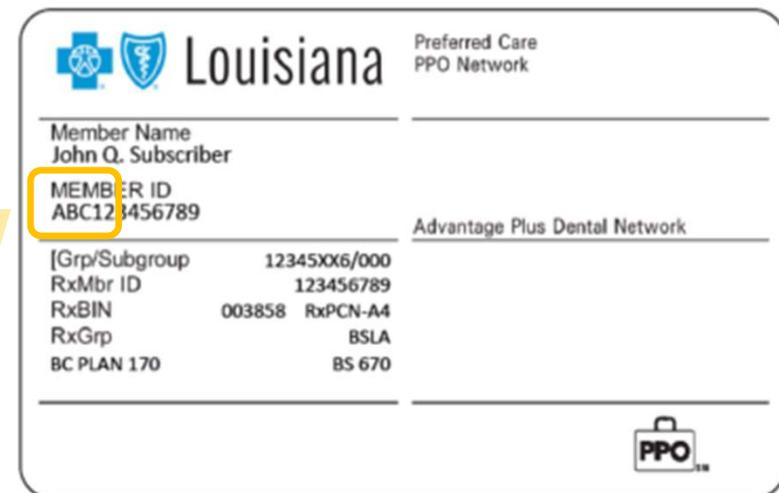 Louisiana
Preferred Care
PPO Network
Member Name
John Q. Subscriber
MEMBER ID
ABC123456789
Advantage Plus Dental Network
[Grp/Subgroup 12345XX6/000
RxMbr ID 123456789
RxBIN 003858 RxPCN-A4
RxGrp BSLA
BC PLAN 170 BS 670
PPO